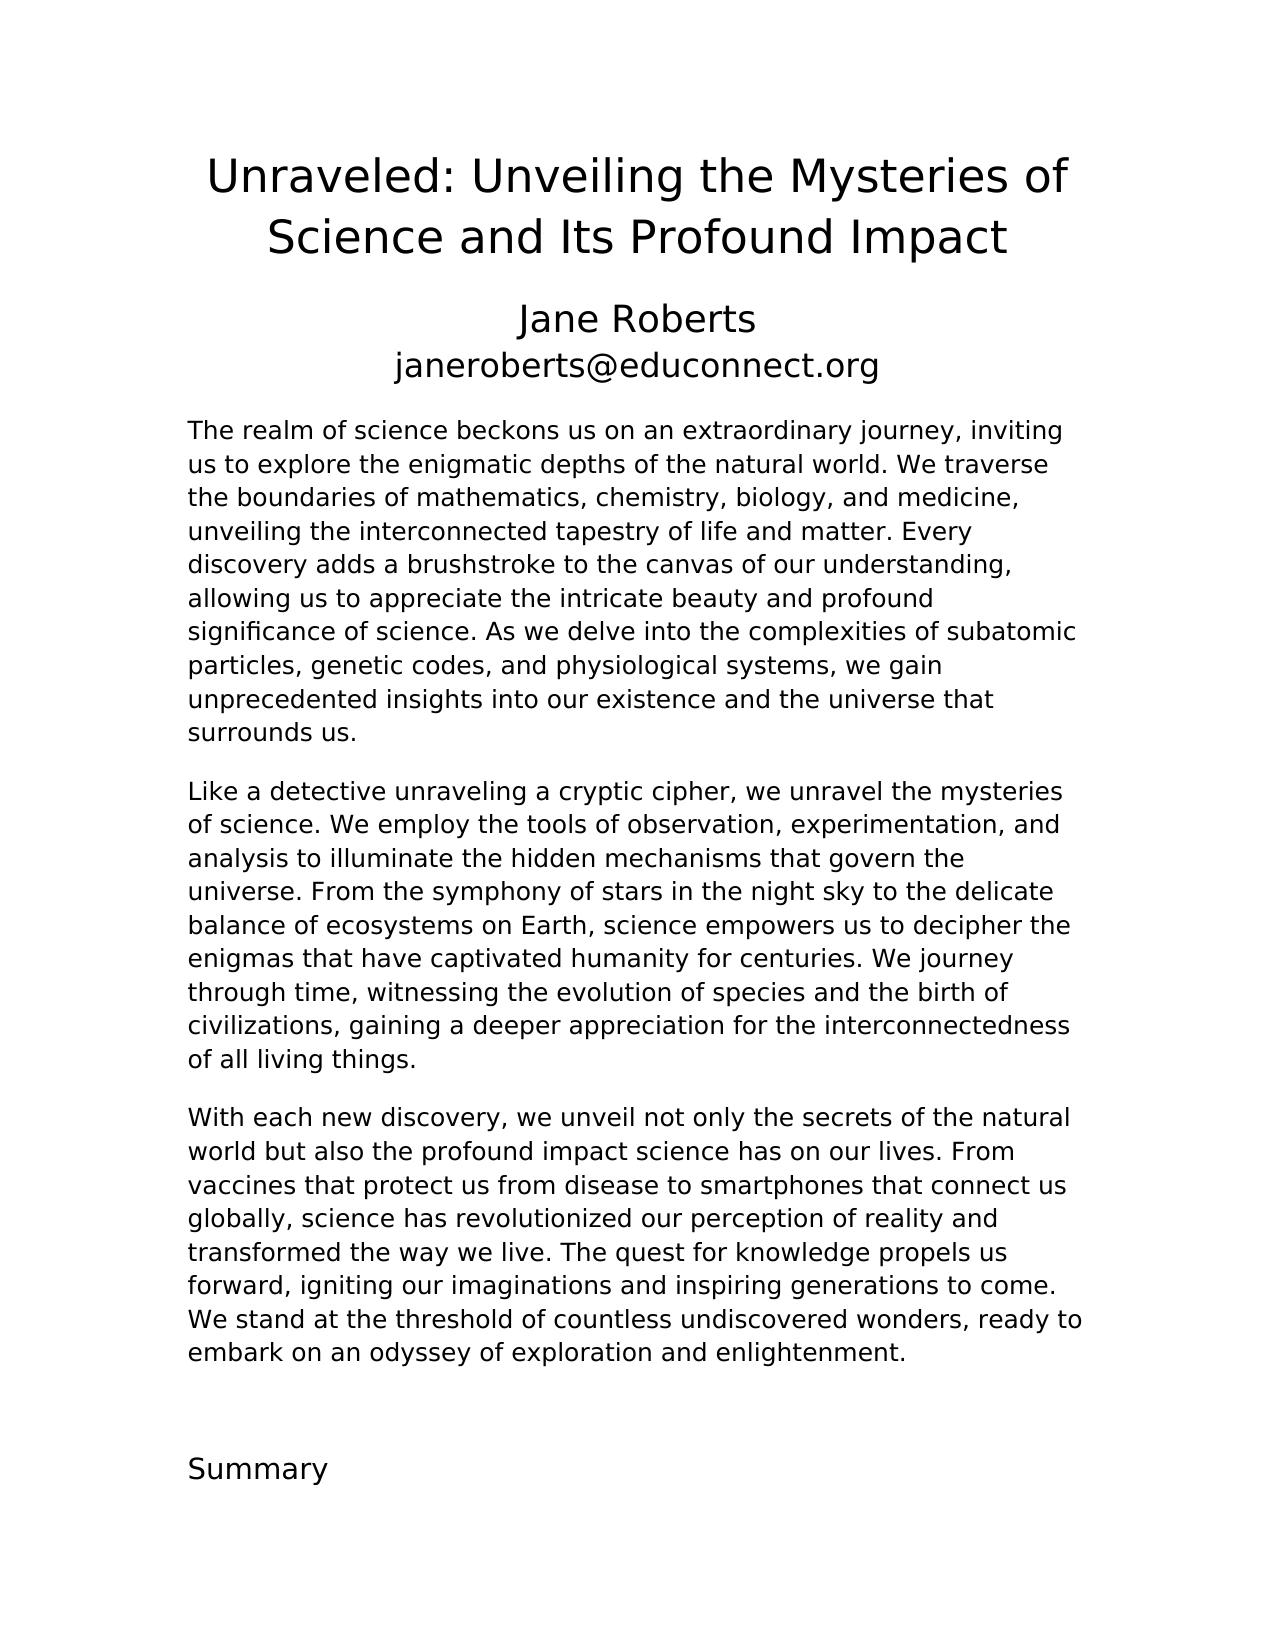 Unraveled: Unveiling the Mysteries of
Science and Its Profound Impact
Jane Roberts
janeroberts@educonnect.org
The realm of science beckons us on an extraordinary journey, inviting
us to explore the enigmatic depths of the natural world. We traverse
the boundaries of mathematics, chemistry, biology, and medicine,
unveiling the interconnected tapestry of life and matter. Every
discovery adds a brushstroke to the canvas of our understanding,
allowing us to appreciate the intricate beauty and profound
significance of science. As we delve into the complexities of subatomic
particles, genetic codes, and physiological systems, we gain
unprecedented insights into our existence and the universe that
surrounds us.
Like a detective unraveling a cryptic cipher, we unravel the mysteries
of science. We employ the tools of observation, experimentation, and
analysis to illuminate the hidden mechanisms that govern the
universe. From the symphony of stars in the night sky to the delicate
balance of ecosystems on Earth, science empowers us to decipher the
enigmas that have captivated humanity for centuries. We journey
through time, witnessing the evolution of species and the birth of
civilizations, gaining a deeper appreciation for the interconnectedness
of all living things.
With each new discovery, we unveil not only the secrets of the natural
world but also the profound impact science has on our lives. From
vaccines that protect us from disease to smartphones that connect us
globally, science has revolutionized our perception of reality and
transformed the way we live. The quest for knowledge propels us
forward, igniting our imaginations and inspiring generations to come.
We stand at the threshold of countless undiscovered wonders, ready to
embark on an odyssey of exploration and enlightenment.
Summary